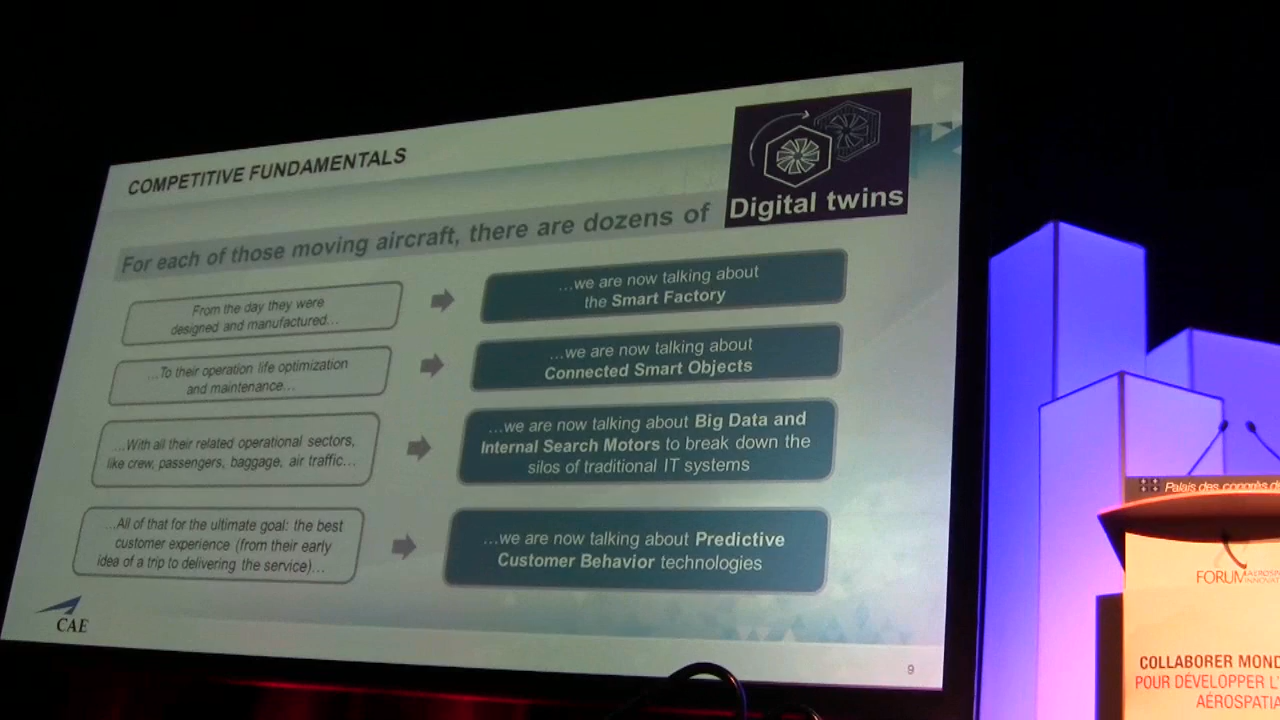 COMPETITIVE FUNDAMENTALS
For each of those moving aircraft, there are dozens of
Digital twins
From the day they were
designed and manufactured…
…we are now talking about
the Smart Factory
…To their operation life optimization
and maintenance…
…we are now talking about
Connected Smart Objects
…With all their related operational sectors,
like crew, passengers, baggage, air traffic…
…we are now talking about Big Data and
Internal Search Motors to break down the
silos of traditional IT systems
…All of that for the ultimate goal: the best
customer experience (from their early
idea of a trip to delivering the service)…
…we are now talking about Predictive
Customer Behavior technologies
CAE
9
Palais des congrès
FORUM
COLLABORER
POUR DÉVELOPPER